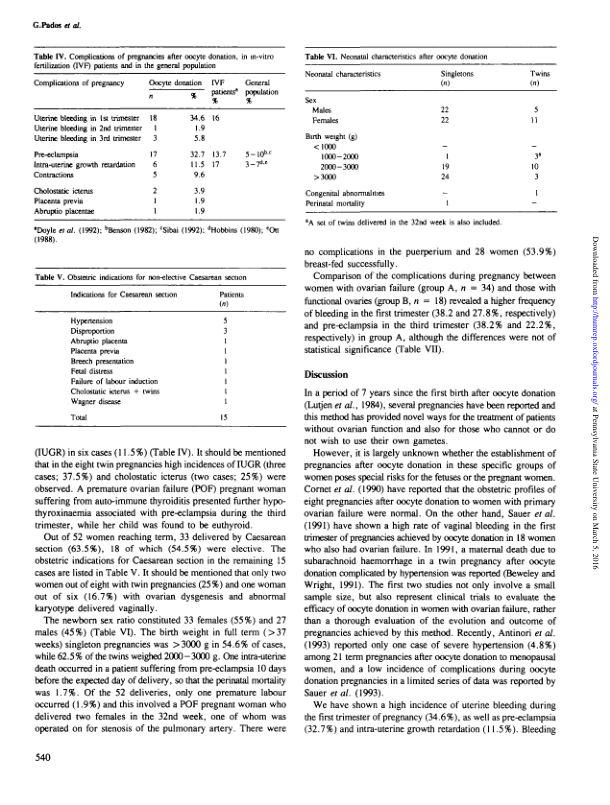 G.Pados et al.
Table IV. Complications of pregnancies after oocyte donation, in in-vitro
fertilization (IVF) patients and in the general population
Complications of pregnancy Oocyte donation IVF General
n % patientsᵃ population
% %
Uterine bleeding in 1st trimester 18 34.6 16
Uterine bleeding in 2nd trimester 1 1.9
Uterine bleeding in 3rd trimester 3 5.8
Pre-eclampsia 17 32.7 13.7 5–10ᵇ,ᶜ
Intra-uterine growth retardation 6 11.5 17 3–7ᵈ,ᵉ
Contractions 5 9.6
Cholostatic icterus 2 3.9
Placenta previa 1 1.9
Abruptio placentae 1 1.9
ᵃDoyle et al. (1992); ᵇBenson (1982); ᶜSibai (1992); ᵈHobbins (1980); ᵉOtt
(1988).
Table V. Obstetric indications for non-elective Caesarean section
Indications for Caesarean section Patients
(n)
Hypertension 5
Disproportion 3
Abruptio placenta 1
Placenta previa 1
Breech presentation 1
Fetal distress 1
Failure of labour induction 1
Cholostatic icterus + twins 1
Wagner disease 1
Total 15
(IUGR) in six cases (11.5%) (Table IV). It should be mentioned
that in the eight twin pregnancies high incidences of IUGR (three
cases; 37.5%) and cholostatic icterus (two cases; 25%) were
observed. A premature ovarian failure (POF) pregnant woman
suffering from auto-immune thyroiditis presented further hypo-
thyroxinaemia associated with pre-eclampsia during the third
trimester, while her child was found to be euthyroid.
Out of 52 women reaching term, 33 delivered by Caesarean
section (63.5%), 18 of which (54.5%) were elective. The
obstetric indications for Caesarean section in the remaining 15
cases are listed in Table V. It should be mentioned that only two
women out of eight with twin pregnancies (25%) and one woman
out of six (16.7%) with ovarian dysgenesis and abnormal
karyotype delivered vaginally.
The newborn sex ratio constituted 33 females (55%) and 27
males (45%) (Table VI). The birth weight in full term (>37
weeks) singleton pregnancies was >3000 g in 54.6% of cases,
while 62.5% of the twins weighed 2000–3000 g. One intra-uterine
death occurred in a patient suffering from pre-eclampsia 10 days
before the expected day of delivery, so that the perinatal mortality
was 1.7%. Of the 52 deliveries, only one premature labour
occurred (1.9%) and this involved a POF pregnant woman who
delivered two females in the 32nd week, one of whom was
operated on for stenosis of the pulmonary artery. There were
Table VI. Neonatal characteristics after oocyte donation
Neonatal characteristics Singletons Twins
(n) (n)
Sex
Males 22 5
Females 22 11
Birth weight (g)
<1000 – –
1000–2000 1 3ᵃ
2000–3000 19 10
>3000 24 3
Congenital abnormalities – 1
Perinatal mortality 1 –
ᵃA set of twins delivered in the 32nd week is also included.
no complications in the puerperium and 28 women (53.9%)
breast-fed successfully.
Comparison of the complications during pregnancy between
women with ovarian failure (group A, n = 34) and those with
functional ovaries (group B, n = 18) revealed a higher frequency
of bleeding in the first trimester (38.2 and 27.8%, respectively)
and pre-eclampsia in the third trimester (38.2% and 22.2%,
respectively) in group A, although the differences were not of
statistical significance (Table VII).
Discussion
In a period of 7 years since the first birth after oocyte donation
(Lutjen et al., 1984), several pregnancies have been reported and
this method has provided novel ways for the treatment of patients
without ovarian function and also for those who cannot or do
not wish to use their own gametes.
However, it is largely unknown whether the establishment of
pregnancies after oocyte donation in these specific groups of
women poses special risks for the fetuses or the pregnant women.
Cornet et al. (1990) have reported that the obstetric profiles of
eight pregnancies after oocyte donation to women with primary
ovarian failure were normal. On the other hand, Sauer et al.
(1991) have shown a high rate of vaginal bleeding in the first
trimester of pregnancies achieved by oocyte donation in 18 women
who also had ovarian failure. In 1991, a maternal death due to
subarachnoid haemorrhage in a twin pregnancy after oocyte
donation complicated by hypertension was reported (Beweley and
Wright, 1991). The first two studies not only involve a small
sample size, but also represent clinical trials to evaluate the
efficacy of oocyte donation in women with ovarian failure, rather
than a thorough evaluation of the evolution and outcome of
pregnancies achieved by this method. Recently, Antinori et al.
(1993) reported only one case of severe hypertension (4.8%)
among 21 term pregnancies after oocyte donation to menopausal
women, and a low incidence of complications during oocyte
donation pregnancies in a limited series of data was reported by
Sauer et al. (1993).
We have shown a high incidence of uterine bleeding during
the first trimester of pregnancy (34.6%), as well as pre-eclampsia
(32.7%) and intra-uterine growth retardation (11.5%). Bleeding
540
Downloaded from http://humrep.oxfordjournals.org/ at Pennsylvania State University on March 5, 2016